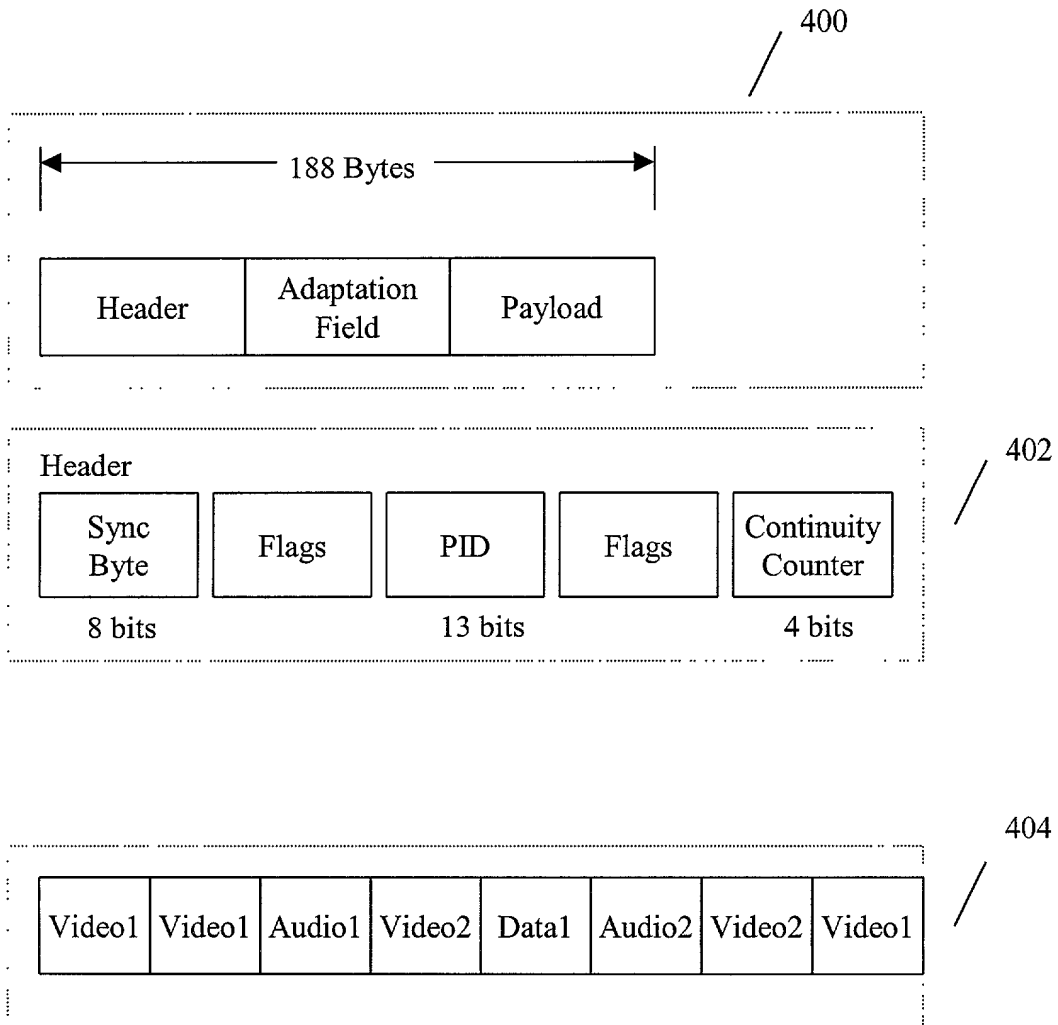 400
188 Bytes
Header
Adaptation
Field
Payload
402
Header
Sync
Byte
Flags
PID
Flags
Continuity
Counter
8 bits
13 bits
4 bits
404
Video1 Video1 Audio1 Video2 Data1 Audio2 Video2 Video1